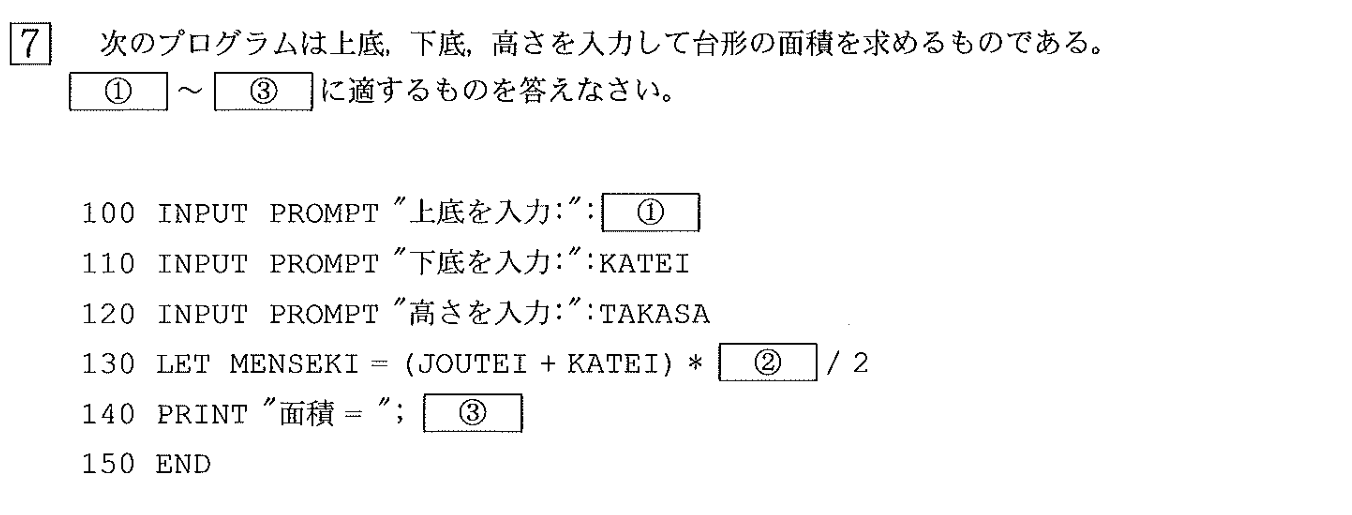 7 次のプログラムは上底, 下底, 高さを入力して台形の面積を求めるものである。
① ～ ③ に適するものを答えなさい。
100 INPUT PROMPT "上底を入力:": ①
110 INPUT PROMPT "下底を入力:":KATEI
120 INPUT PROMPT "高さを入力:":TAKASA
130 LET MENSEKI = (JOUTEI + KATEI) * ② / 2
140 PRINT "面積 = "; ③
150 END